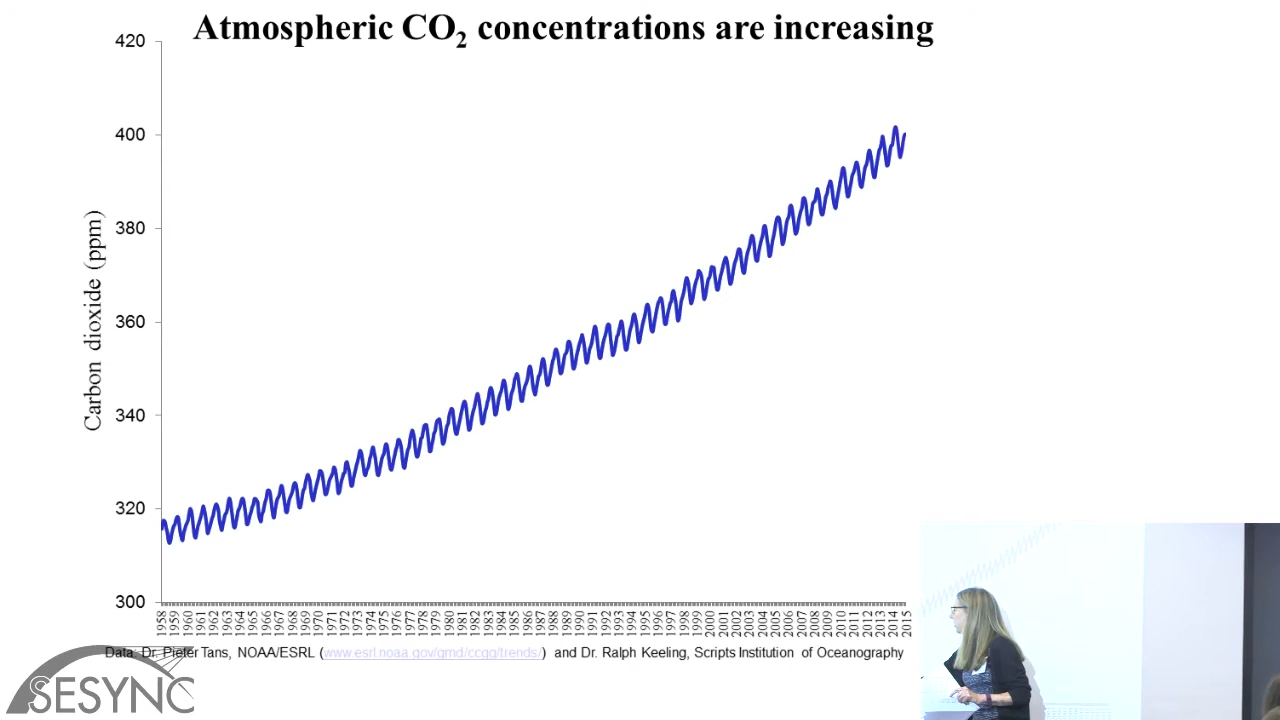 Atmospheric CO₂ concentrations are increasing
420
400
380
360
340
320
300
Carbon dioxide (ppm)
1958 1959 1960 1961 1962 1963 1964 1965 1966 1967 1968 1969 1970 1971 1972 1973 1974 1975 1976 1977 1978 1979 1980 1981 1982 1983 1984 1985 1986 1987 1988 1989 1990 1991 1992 1993 1994 1995 1996 1997 1998 1999 2000 2001 2002 2003 2004 2005 2006 2007 2008 2009 2010 2011 2012 2013 2014 2015
Data: Dr. Pieter Tans, NOAA/ESRL (www.esrl.noaa.gov/gmd/ccgg/trends/) and Dr. Ralph Keeling, Scripts Institution of Oceanography
SESYNC